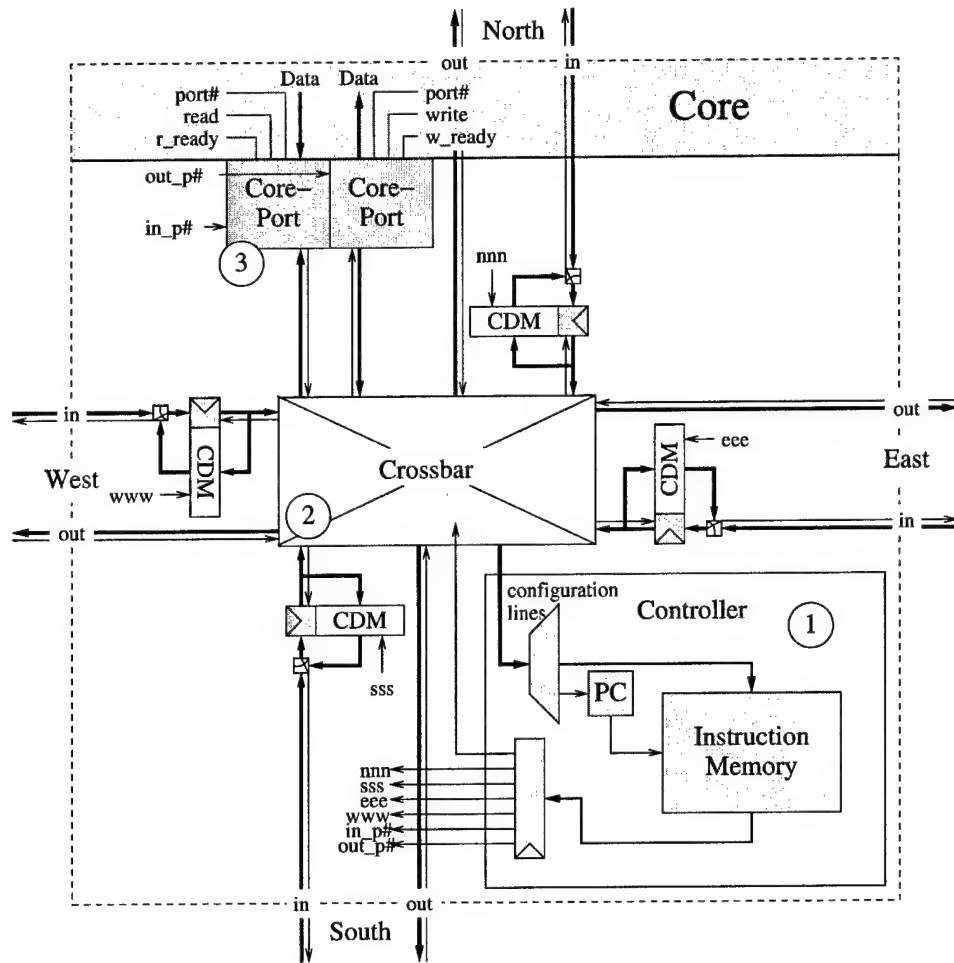 North
out
in
Data
Data
port#
port#
Core
read
write
r_ready
w_ready
out_p#
Core–
Port
Core–
Port
in_p#
3
nnn
CDM
in
out
CDM
eee
West
www
Crossbar
CDM
East
2
out
in
configuration
lines
Controller
1
CDM
sss
PC
Instruction
Memory
nnn
sss
eee
www
in_p#
out_p#
in
out
South